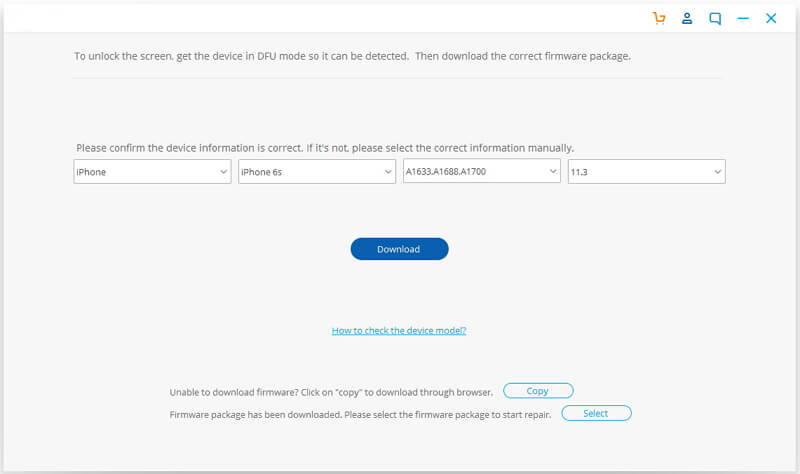 To unlock the screen, get the device in DFU mode so it can be detected. Then download the correct firmware package.
Please confirm the device information is correct. If it's not, please select the correct information manually.
iPhone
iPhone 6s
A1633,A1688,A1700
11.3
Download
How to check the device model?
Unable to download firmware? Click on "copy" to download through browser.
Copy
Firmware package has been downloaded. Please select the firmware package to start repair.
Select